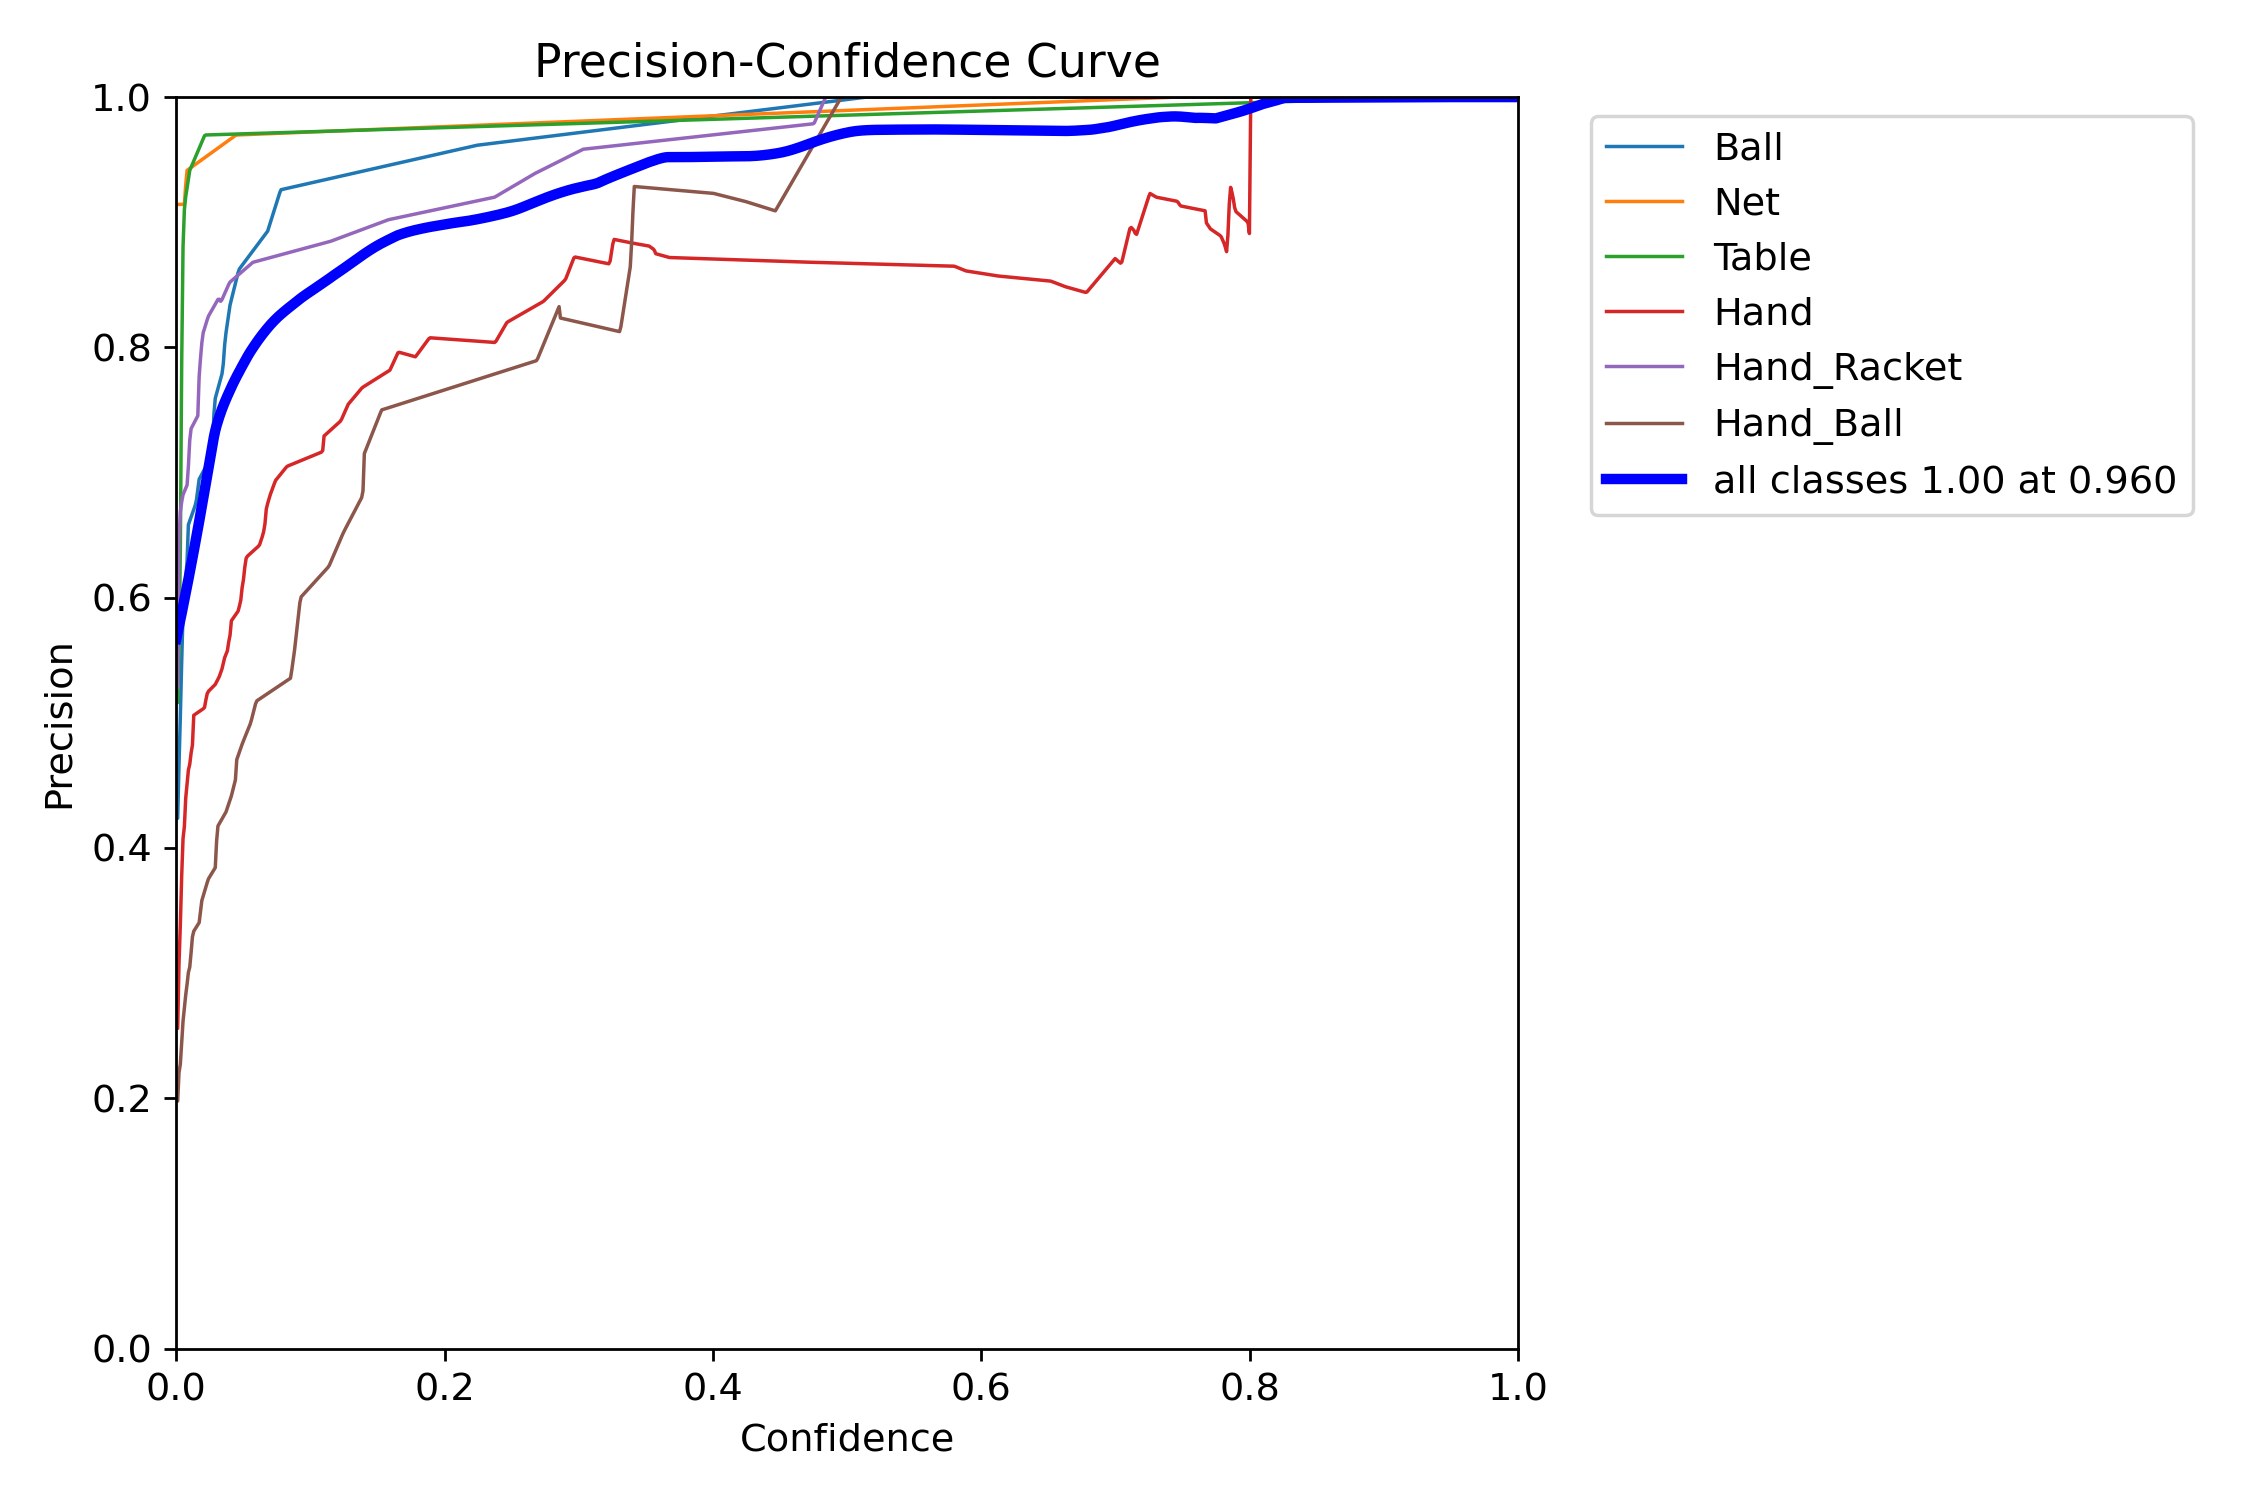 Precision-Confidence Curve
1.0
0.8
0.6
0.4
0.2
0.0
Precision
0.0 0.2 0.4 0.6 0.8 1.0
Confidence
Ball
Net
Table
Hand
Hand_Racket
Hand_Ball
all classes 1.00 at 0.960